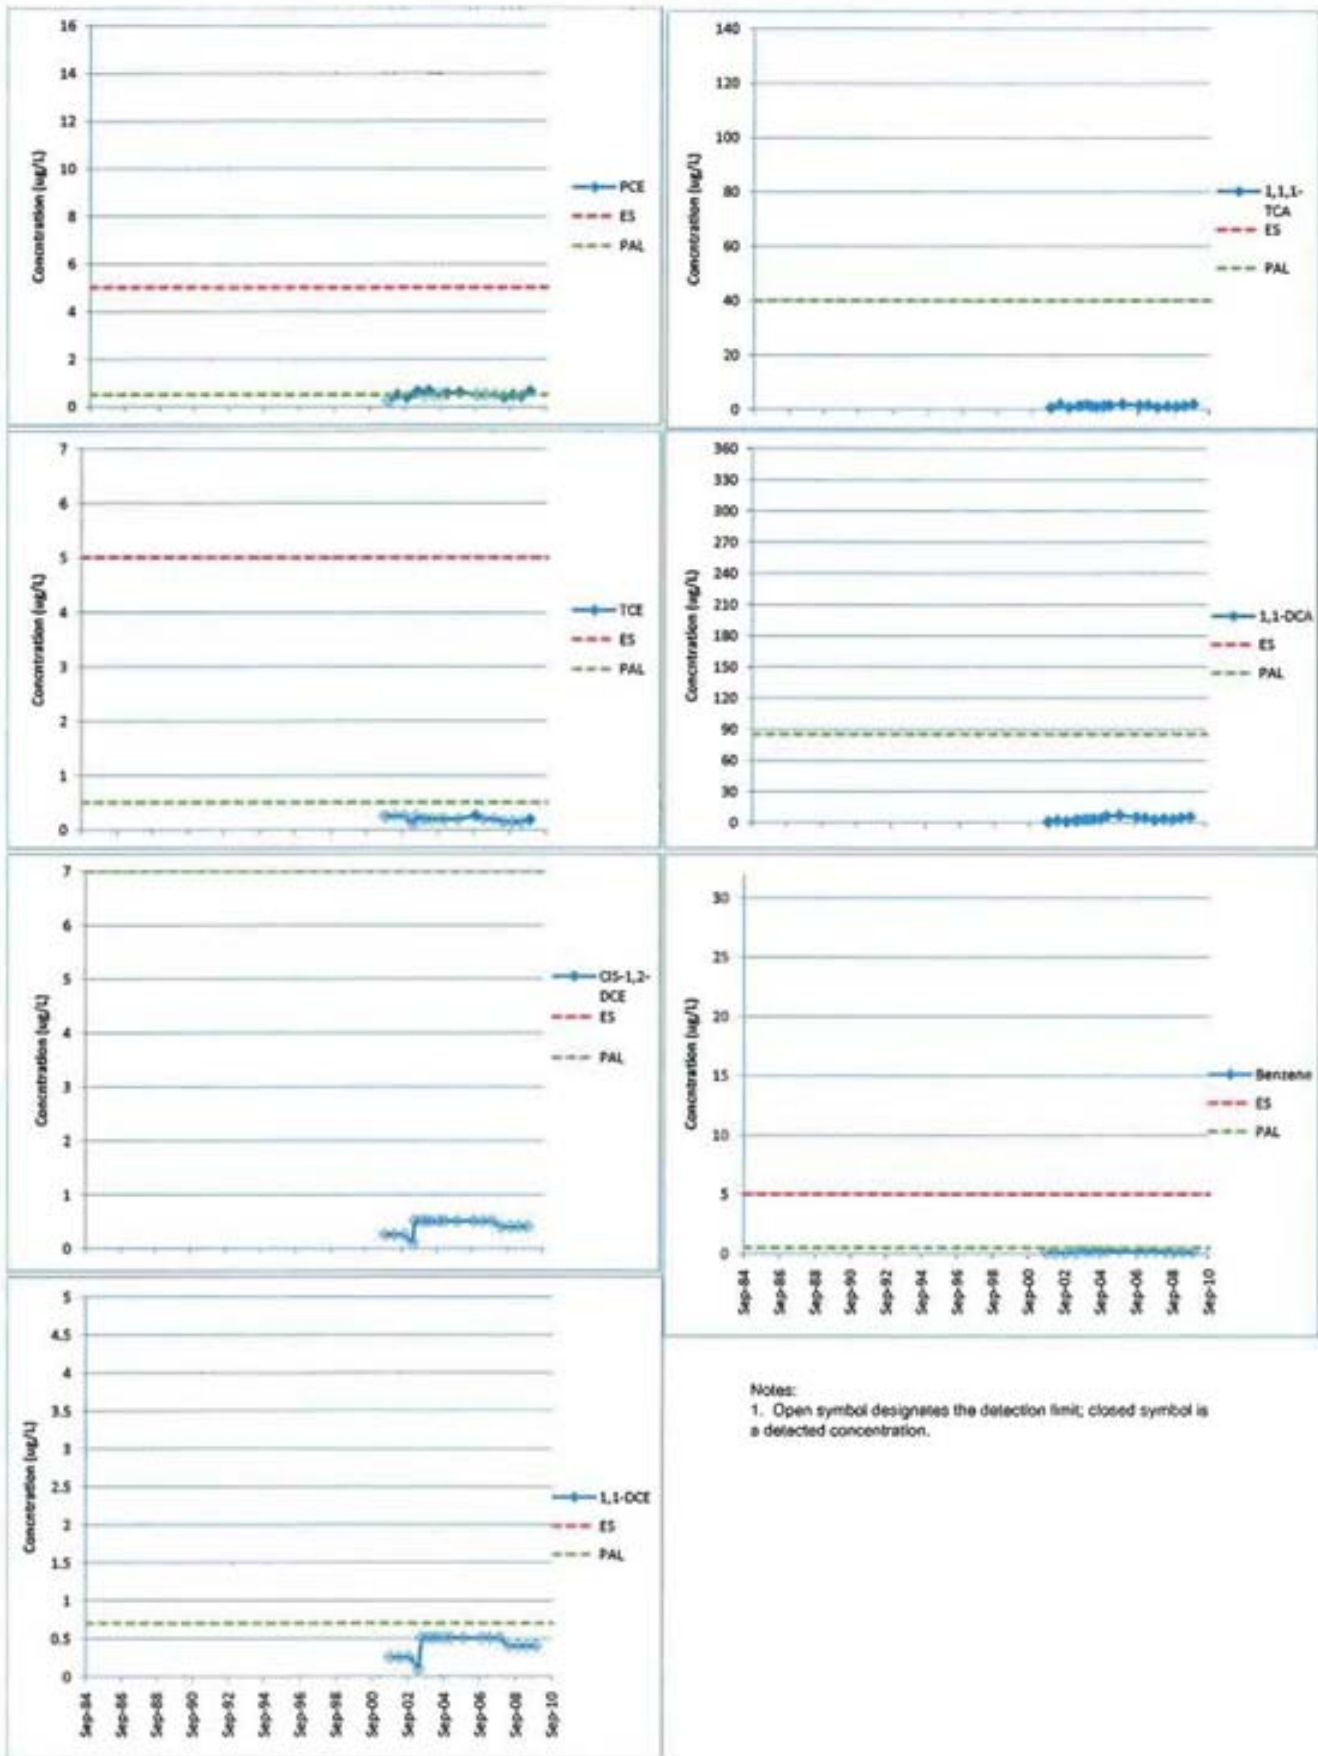 16
14
12
10
8
6
4
2
0
Concntration (ug/L)
PCE
ES
PAL
140
120
100
80
60
40
20
0
Concntration (ug/L)
1,1,1-
TCA
ES
PAL
7
6
5
4
3
2
1
0
Concntration (ug/L)
TCE
ES
PAL
360
330
300
270
240
210
180
150
120
90
60
30
0
Concntration (ug/L)
1,1-DCA
ES
PAL
7
6
5
4
3
2
1
0
Concntration (ug/L)
CIS-1,2-
DCE
ES
PAL
30
25
20
15
10
5
0
Concntration (ug/L)
Benzene
ES
PAL
Sep-84
Sep-86
Sep-88
Sep-90
Sep-92
Sep-94
Sep-96
Sep-98
Sep-00
Sep-02
Sep-04
Sep-06
Sep-08
Sep-10
5
4.5
4
3.5
3
2.5
2
1.5
1
0.5
0
Concntration (ug/L)
1,1-DCE
ES
PAL
Sep-84
Sep-86
Sep-88
Sep-90
Sep-92
Sep-94
Sep-96
Sep-98
Sep-00
Sep-02
Sep-04
Sep-06
Sep-08
Sep-10
Notes:
1. Open symbol designates the detection limit; closed symbol is
a detected concentration.